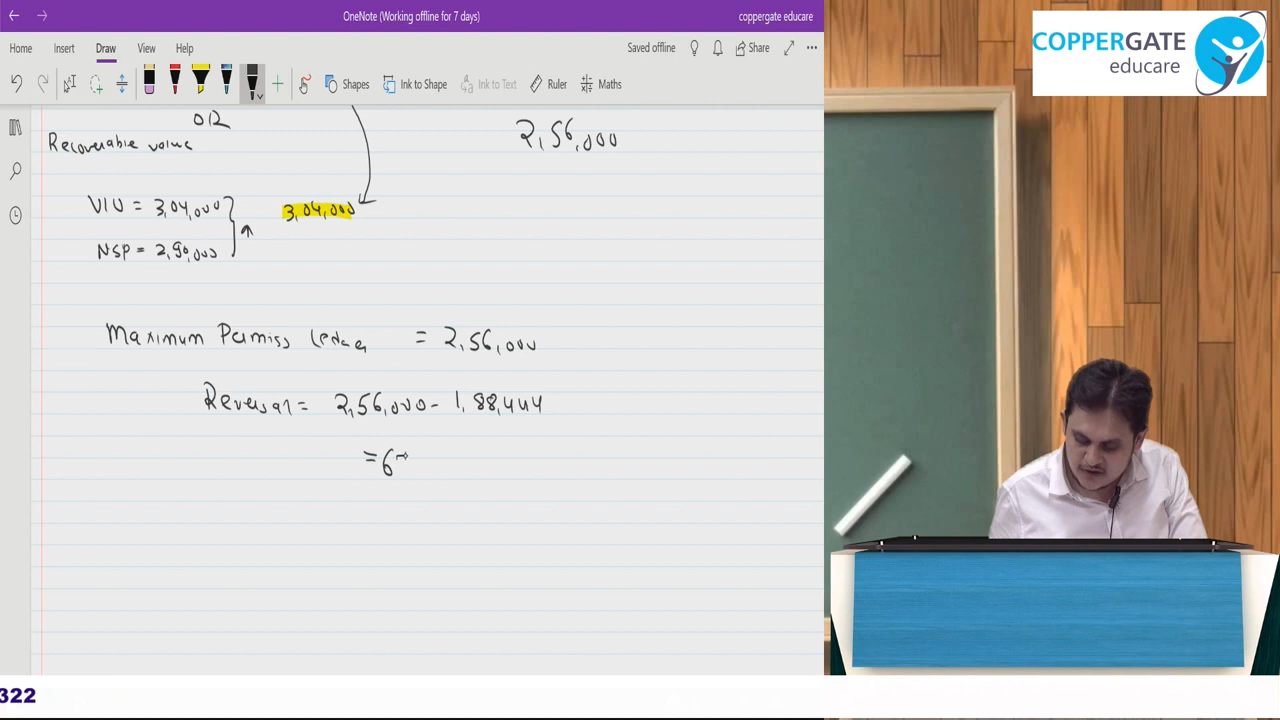 OneNote (Working offline for 7 days)
coppergate educare
Home Insert Draw View Help
Saved offline
Share
Shapes
Ink to Shape
Ink to Text
Ruler
Maths
OR
Recoverable value
2,56,000
VIU = 3,04,000
3,04,000
NSP = 2,90,000
Maximum Permiss = 2,56,000
Reversal = 2,56,000 - 1,88,444
= 6
COPPERGATE
educare
322